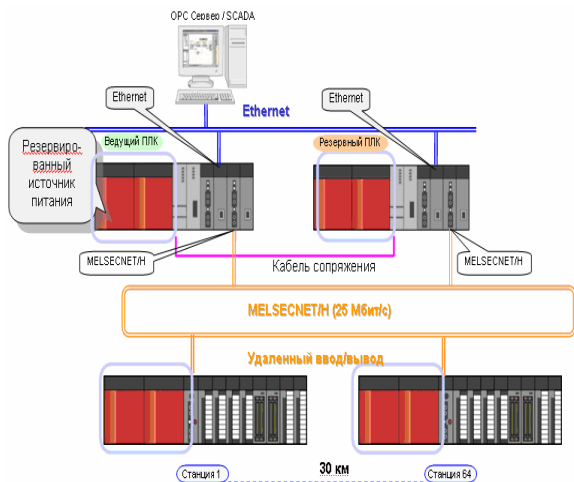 OPC Сервер / SCADA
Ethernet
Ethernet
Ethernet
Ведущий ПЛК
Резервный ПЛК
Резервиро-
ванный
источник
питания
MELSECNET/H
Кабель сопряжения
MELSECNET/H
MELSECNET/H (25 Мбит/с)
Удаленный ввод/вывод
Станция 1
30 км
Станция 64